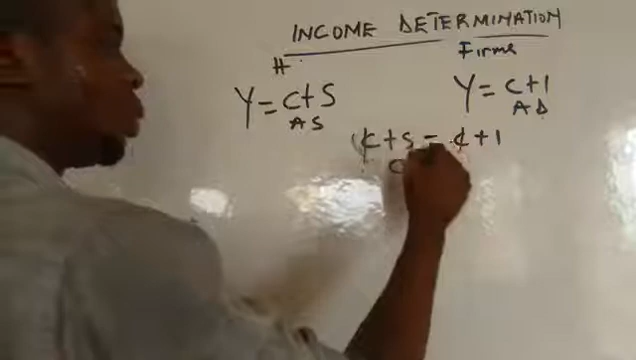 INCOME DETERMINATION
H Firms
Y = C+S Y = C+I
AS AD
C+S = C+I